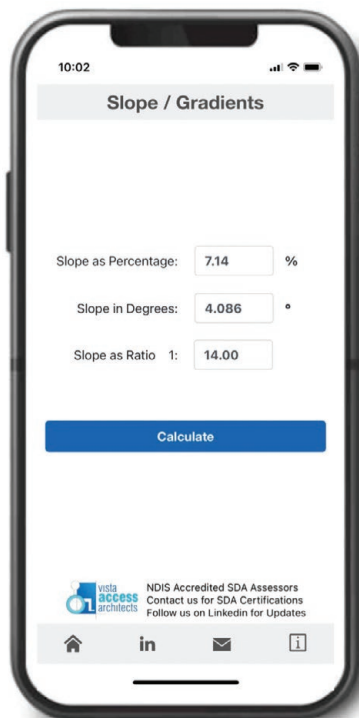 10:02
Slope / Gradients
Slope as Percentage: 7.14 %
Slope in Degrees: 4.086 °
Slope as Ratio 1: 14.00
Calculate
vista
access
architects
NDIS Accredited SDA Assessors
Contact us for SDA Certifications
Follow us on Linkedin for Updates
in
i